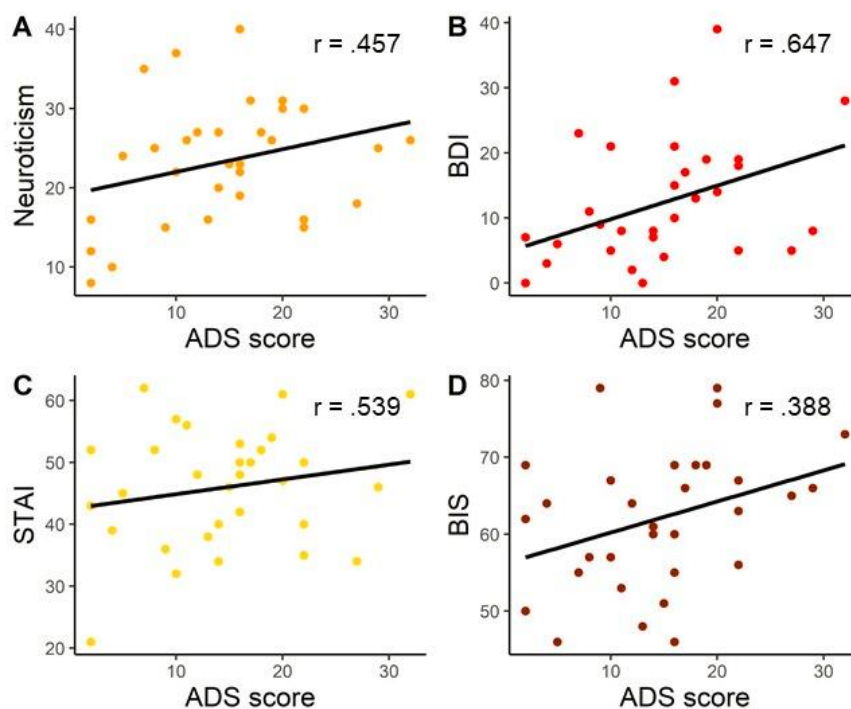 A
r = .457
40
30
20
10
Neuroticism
10 20 30
ADS score
B
r = .647
40
30
20
10
0
BDI
10 20 30
ADS score
C
r = .539
60
50
40
30
20
STAI
10 20 30
ADS score
D
r = .388
80
70
60
50
BIS
10 20 30
ADS score